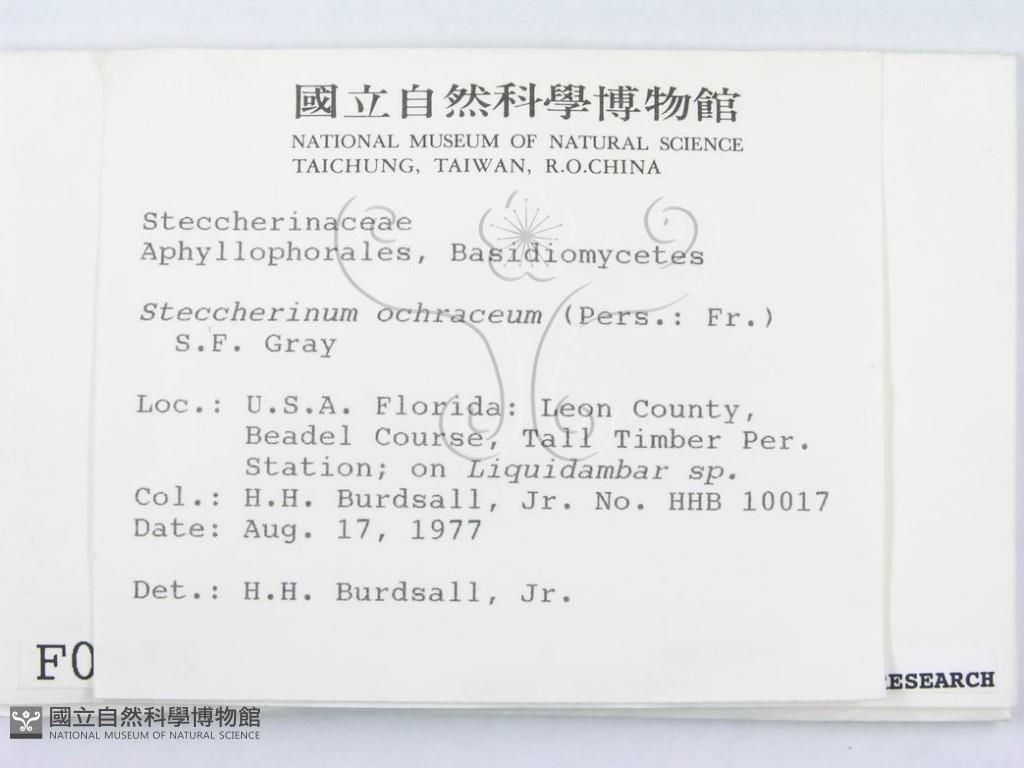 國立自然科學博物館
NATIONAL MUSEUM OF NATURAL SCIENCE
TAICHUNG, TAIWAN, R.O.CHINA
Steccherinaceae
Aphyllophorales, Basidiomycetes
Steccherinum ochraceum (Pers.: Fr.)
S.F. Gray
Loc.: U.S.A. Florida: Leon County,
Beadel Course, Tall Timber Per.
Station; on Liquidambar sp.
Col.: H.H. Burdsall, Jr. No. HHB 10017
Date: Aug. 17, 1977
Det.: H.H. Burdsall, Jr.
F0
ESEARCH
國立自然科學博物館
NATIONAL MUSEUM OF NATURAL SCIENCE